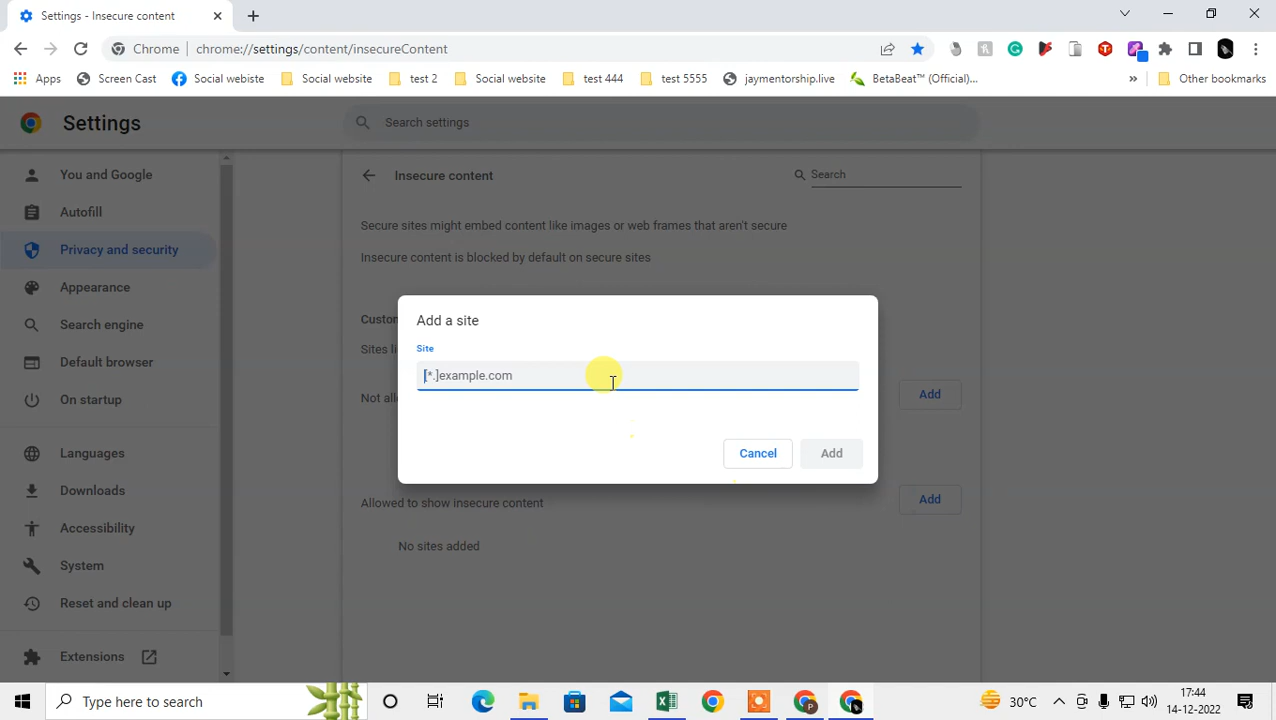 Settings - Insecure content
Chrome chrome://settings/content/insecureContent
Apps Screen Cast Social webiste Social website test 2 Social website test 444 test 5555 jaymentorship.live BetaBeat™ (Official)... » Other bookmarks
Settings
Search settings
You and Google
Autofill
Privacy and security
Appearance
Search engine
Default browser
On startup
Languages
Downloads
Accessibility
System
Reset and clean up
Extensions
Insecure content
Search
Secure sites might embed content like images or web frames that aren't secure
Insecure content is blocked by default on secure sites
Add a site
Site
[*.]example.com
Cancel Add
Add
Allowed to show insecure content
Add
No sites added
Type here to search
30°C
17:44
14-12-2022